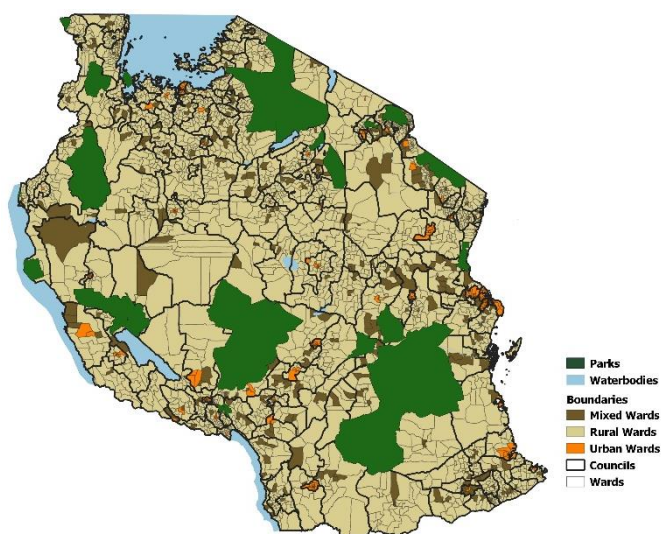 Parks
Waterbodies
Boundaries
Mixed Wards
Rural Wards
Urban Wards
Councils
Wards